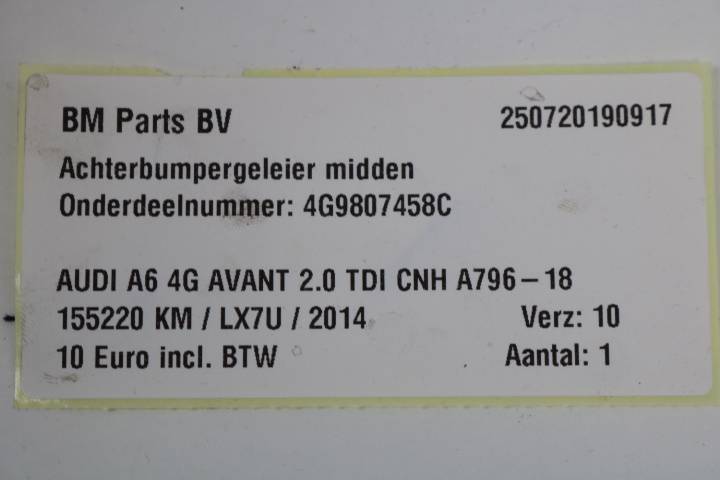 BM Parts BV 250720190917
Achterbumpergeleier midden
Onderdeelnummer: 4G9807458C
AUDI A6 4G AVANT 2.0 TDI CNH A796-18
155220 KM / LX7U / 2014 Verz: 10
10 Euro incl. BTW Aantal: 1